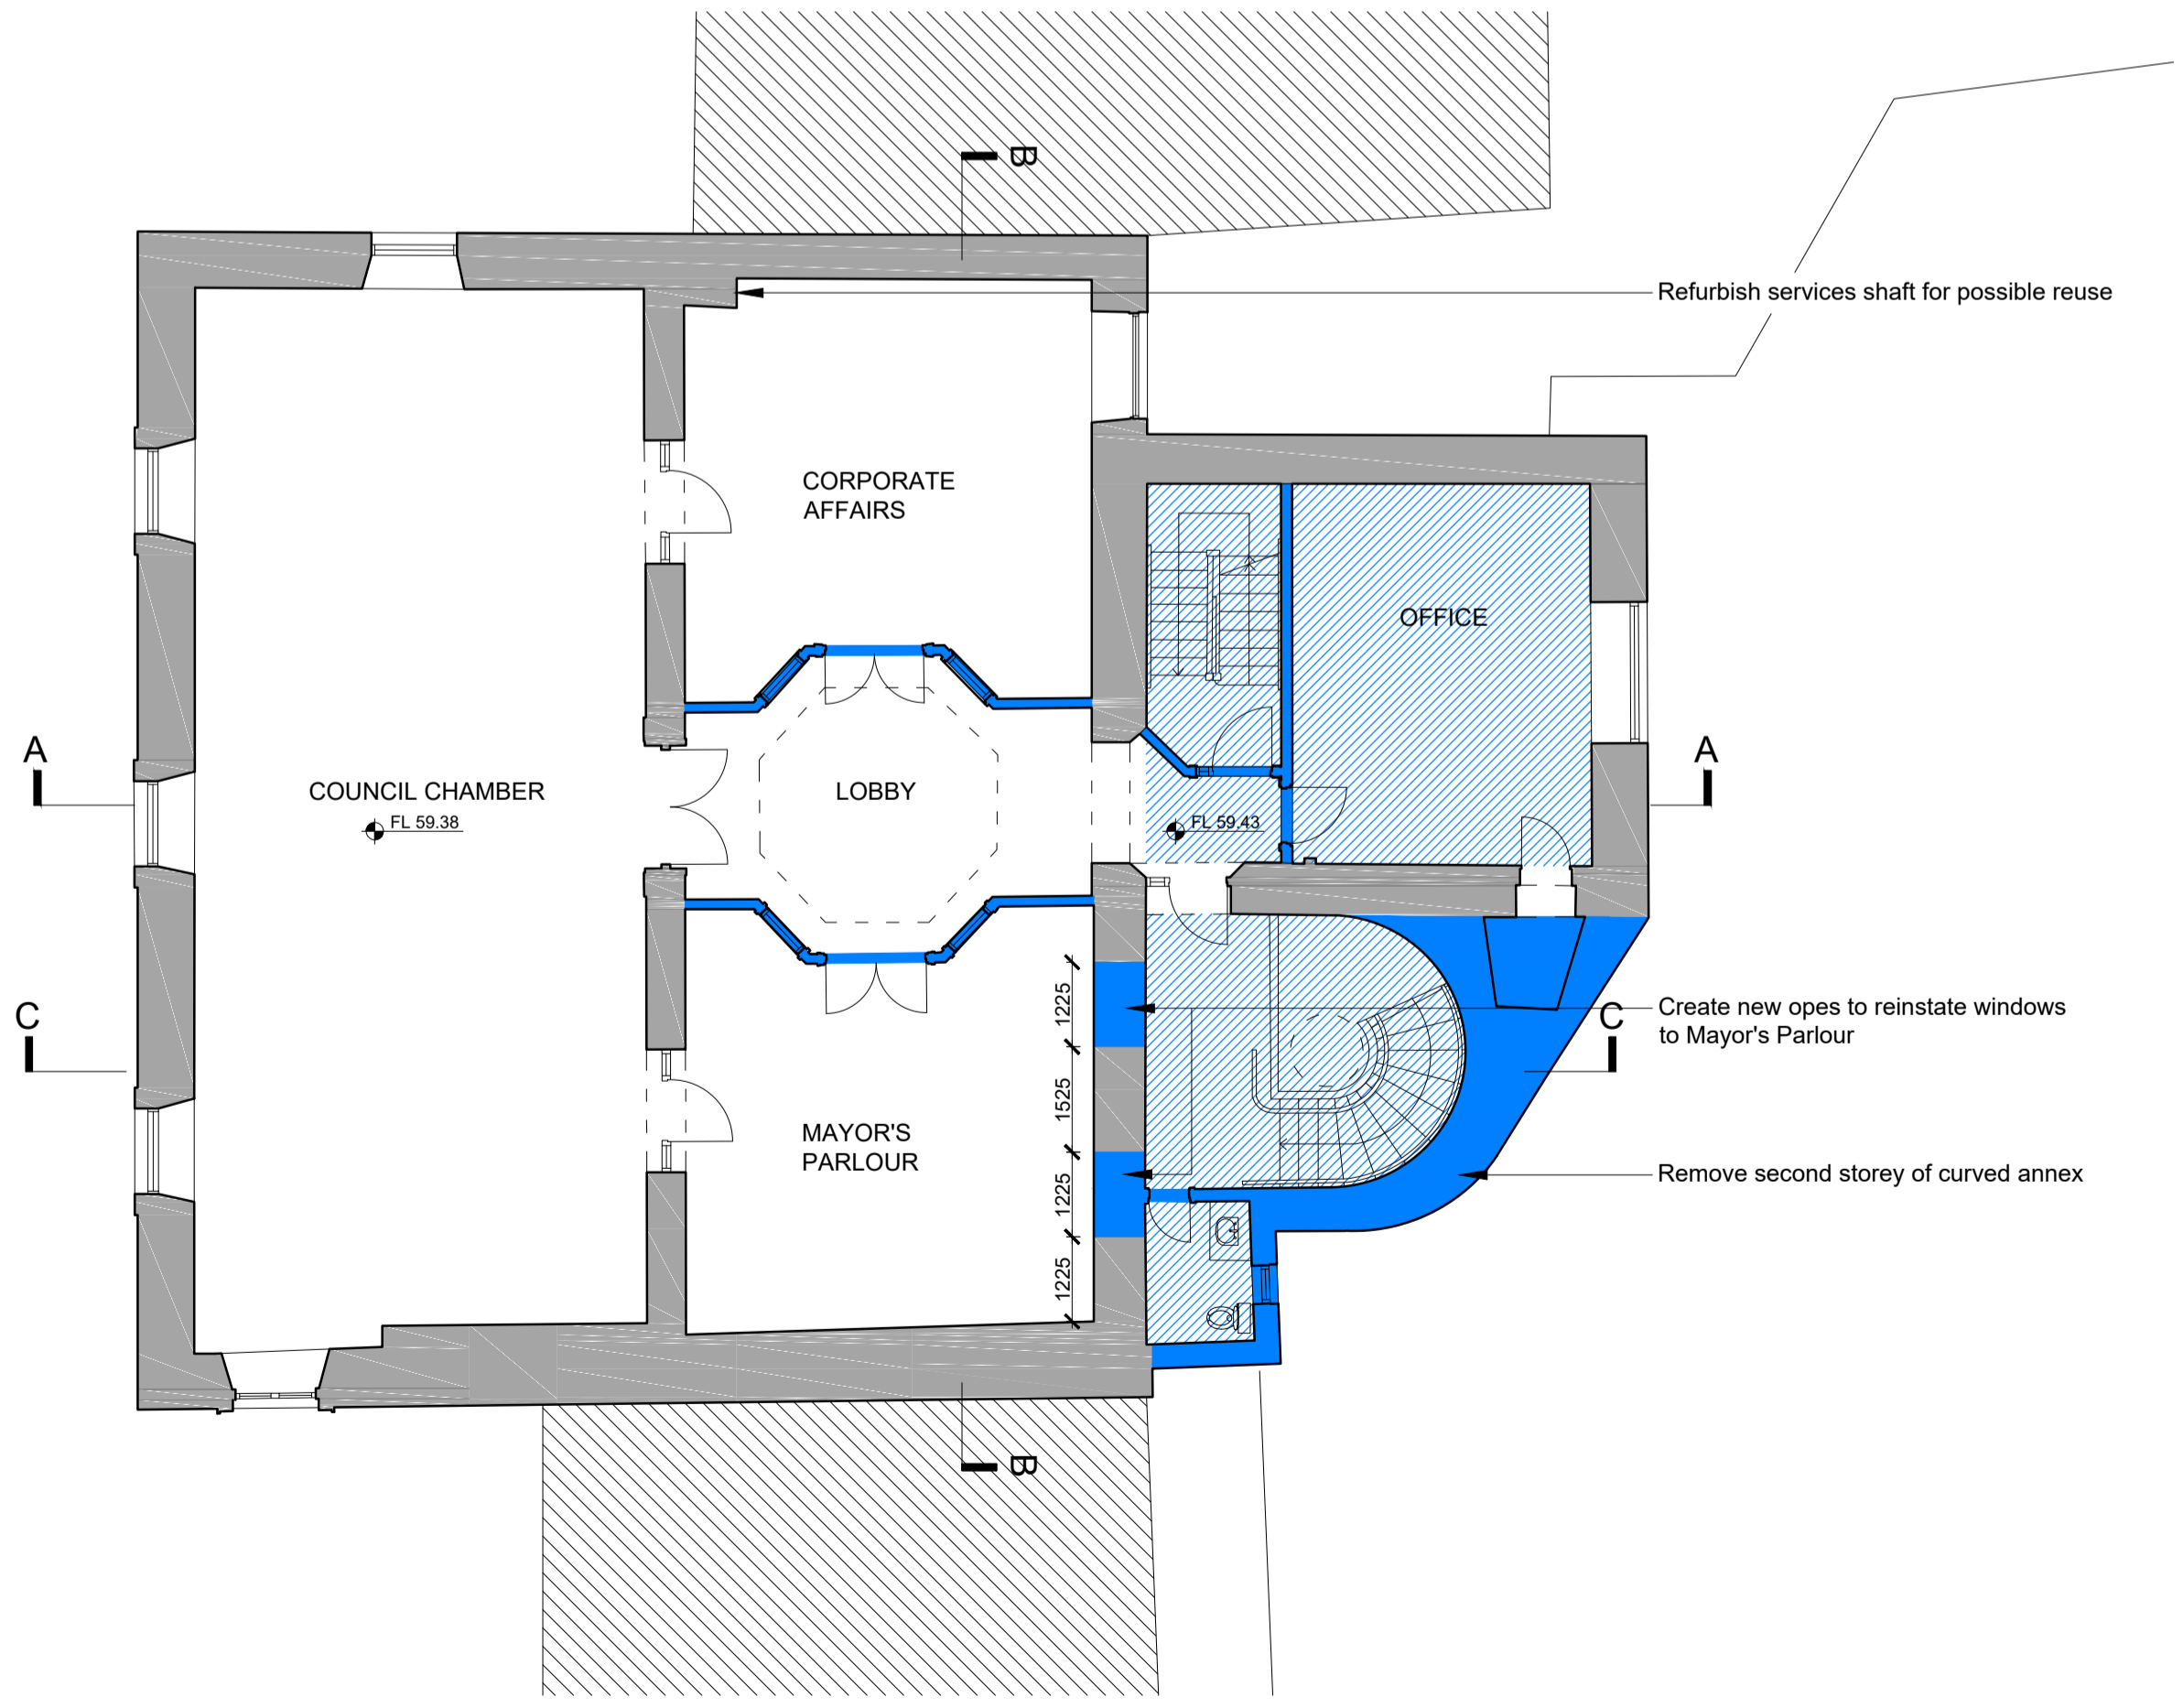 B
Refurbish services shaft for possible reuse
CORPORATE
AFFAIRS
OFFICE
A
A
COUNCIL CHAMBER
LOBBY
FL 59.38
FL 59.43
C
C
1225
Create new opes to reinstate windows
to Mayor's Parlour
1525
MAYOR'S
PARLOUR
Remove second storey of curved annex
1225
1225
B